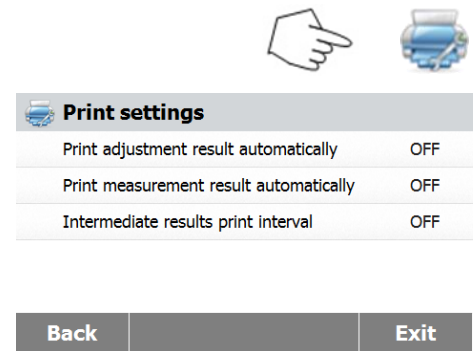 Print settings
Print adjustment result automatically OFF
Print measurement result automatically OFF
Intermediate results print interval OFF
Back Exit